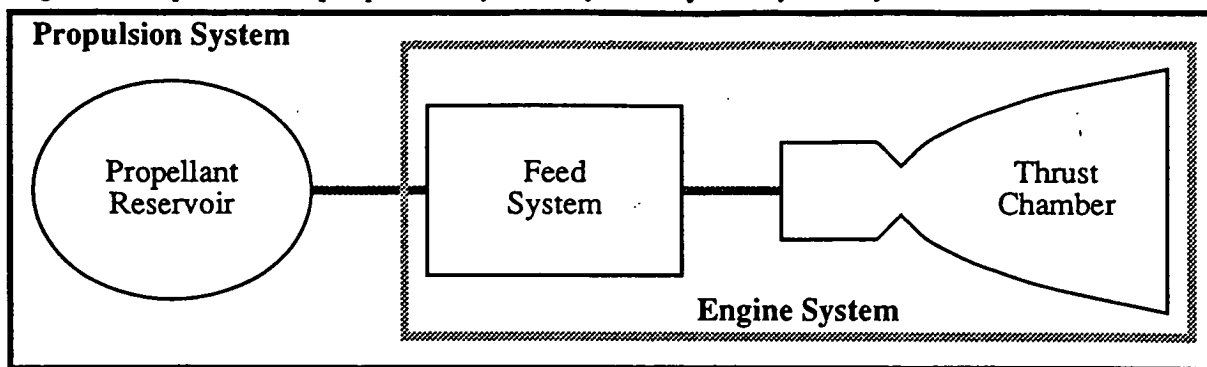 Propulsion System
Propellant
Reservoir
Feed
System
Thrust
Chamber
Engine System